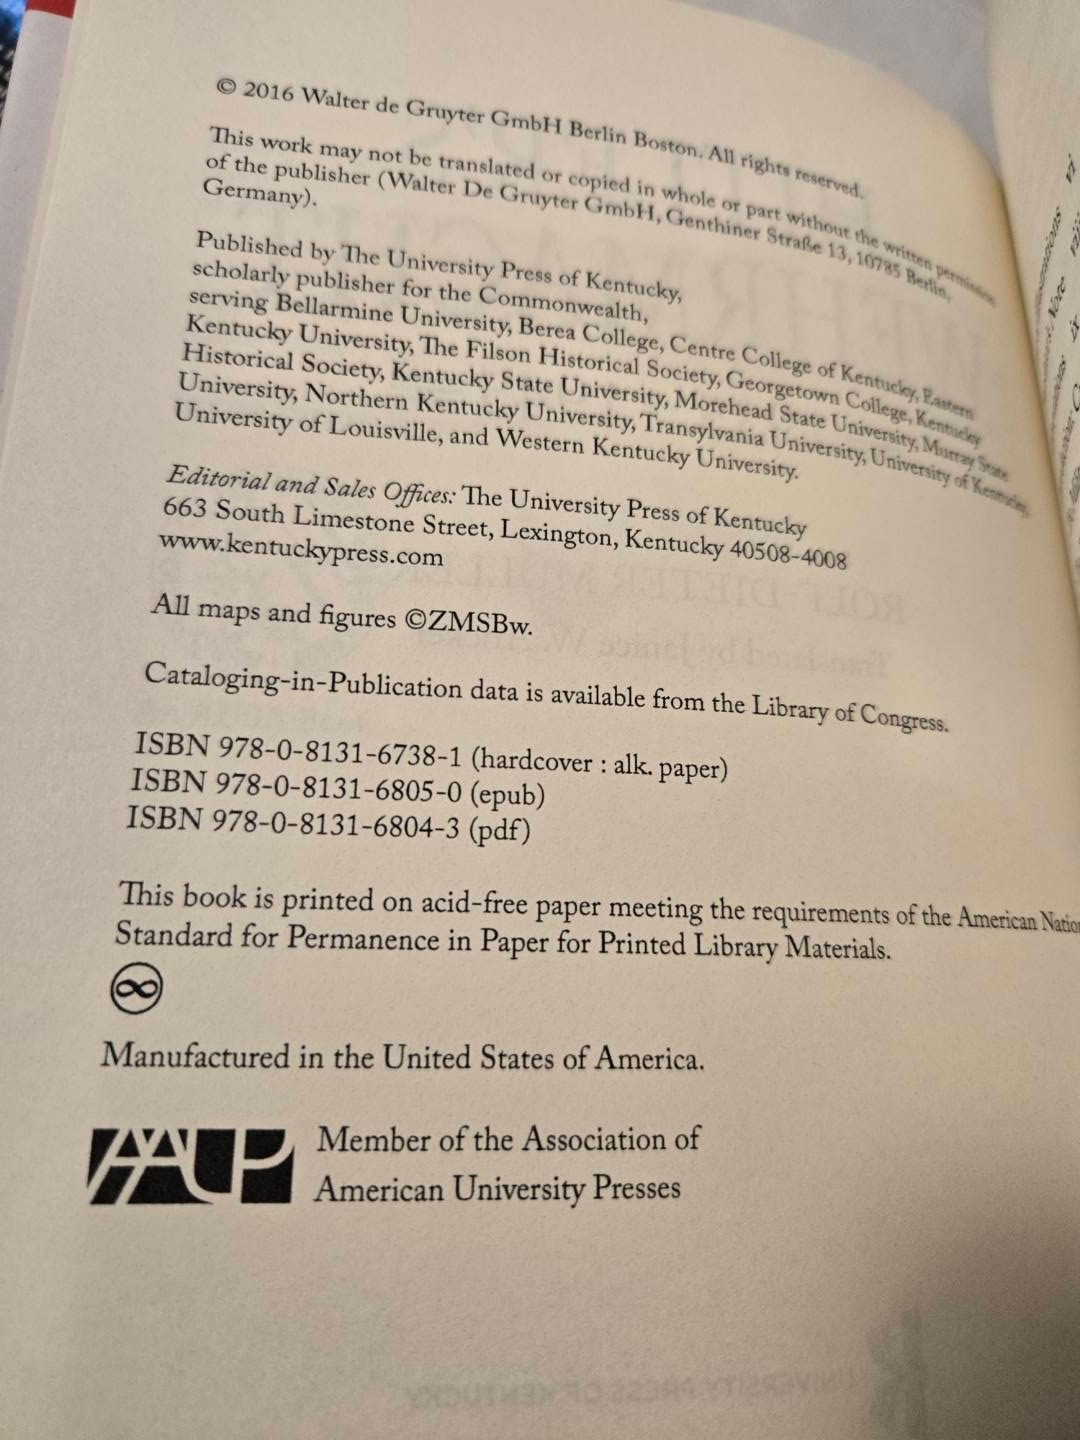 © 2016 Walter de Gruyter GmbH Berlin Boston. All rights reserved.
This work may not be translated or copied in whole or part without the written permission
of the publisher (Walter De Gruyter GmbH, Genthiner Straße 13, 10785 Berlin,
Germany).
Published by The University Press of Kentucky,
scholarly publisher for the Commonwealth,
serving Bellarmine University, Berea College, Centre College of Kentucky, Eastern
Kentucky University, The Filson Historical Society, Georgetown College, Kentucky
Historical Society, Kentucky State University, Morehead State University, Murray State
University, Northern Kentucky University, Transylvania University, University of Kentucky,
University of Louisville, and Western Kentucky University.
Editorial and Sales Offices: The University Press of Kentucky
663 South Limestone Street, Lexington, Kentucky 40508-4008
www.kentuckypress.com
All maps and figures ©ZMSBw.
Cataloging-in-Publication data is available from the Library of Congress.
ISBN 978-0-8131-6738-1 (hardcover : alk. paper)
ISBN 978-0-8131-6805-0 (epub)
ISBN 978-0-8131-6804-3 (pdf)
This book is printed on acid-free paper meeting the requirements of the American
Standard for Permanence in Paper for Printed Library Materials.
Manufactured in the United States of America.
AAUP Member of the Association of
American University Presses